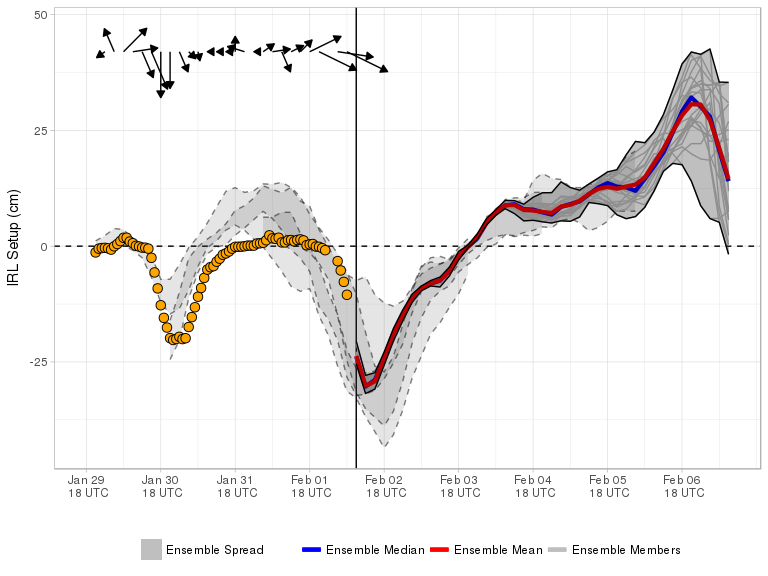 50
25
0
-25
IRL Setup (cm)
Jan 29 Jan 30 Jan 31 Feb 01 Feb 02 Feb 03 Feb 04 Feb 05 Feb 06
18 UTC 18 UTC 18 UTC 18 UTC 18 UTC 18 UTC 18 UTC 18 UTC 18 UTC
Ensemble Spread Ensemble Median Ensemble Mean Ensemble Members